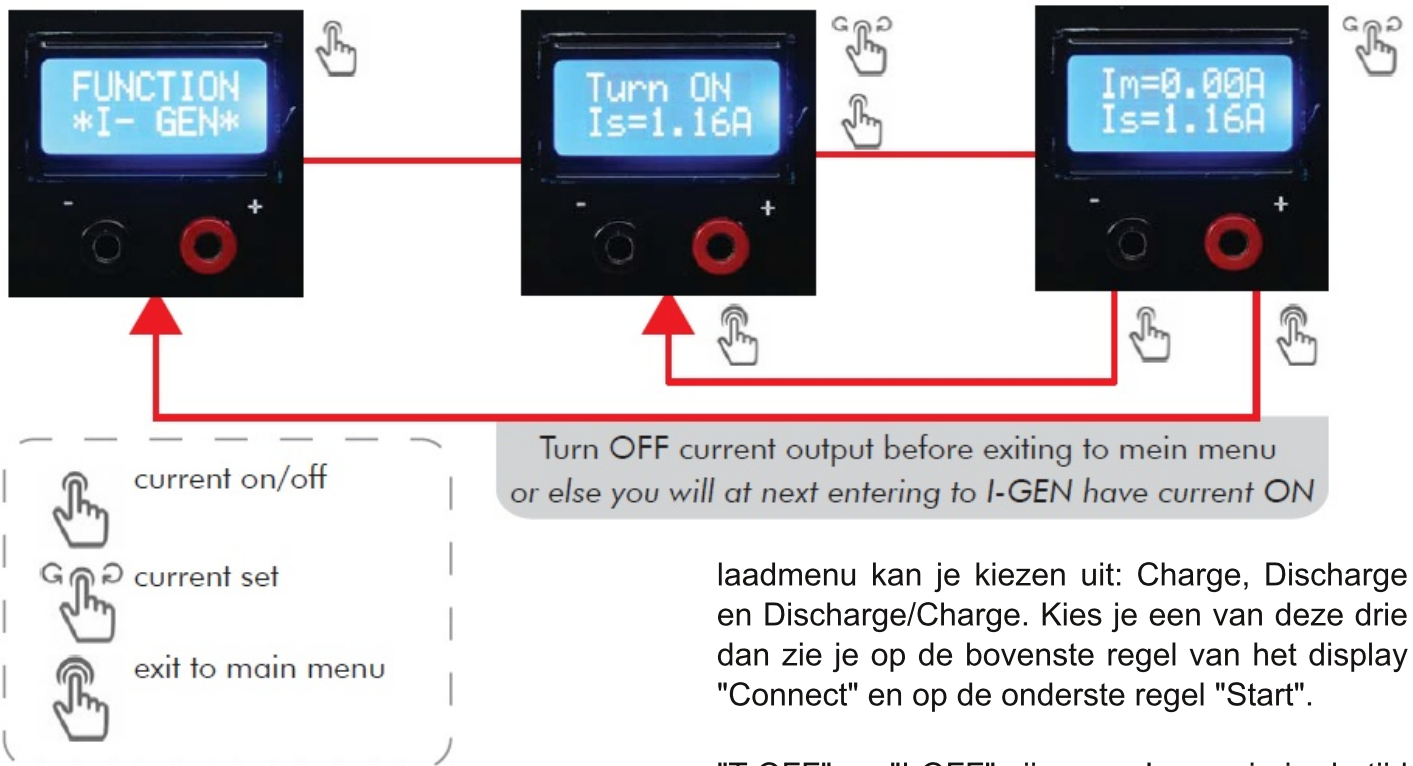 FUNCTION
*I- GEN*
- +
Turn ON
Is=1.16A
- +
Im=0.00A
Is=1.16A
- +
Turn OFF current output before exiting to mein menu
or else you will at next entering to I-GEN have current ON
current on/off
current set
exit to main menu
laadmenu kan je kiezen uit: Charge, Discharge
en Discharge/Charge. Kies je een van deze drie
dan zie je op de bovenste regel van het display
"Connect" en op de onderste regel "Start".